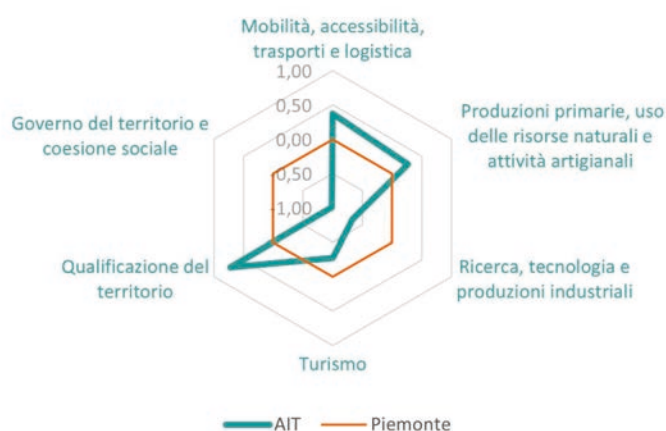 Mobilità, accessibilità,
trasporti e logistica
1,00
0,50
0,00
0,50
-1,00
Produzioni primarie, uso
delle risorse naturali e
attività artigianali
Ricerca, tecnologia e
produzioni industriali
Turismo
Qualificazione del
territorio
Governo del territorio e
coesione sociale
AIT
Piemonte